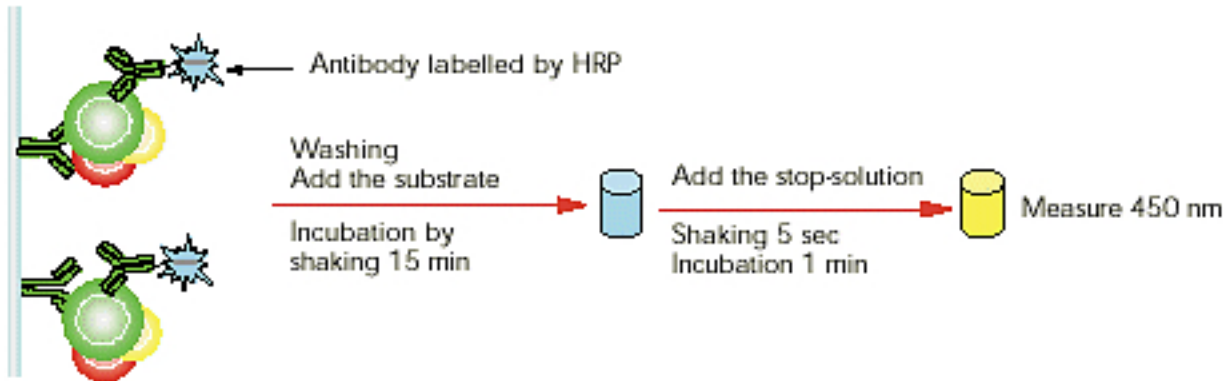 Antibody labelled by HRP
Washing
Add the substrate
Incubation by
shaking 15 min
Add the stop-solution
Shaking 5 sec
Incubation 1 min
Measure 450 nm